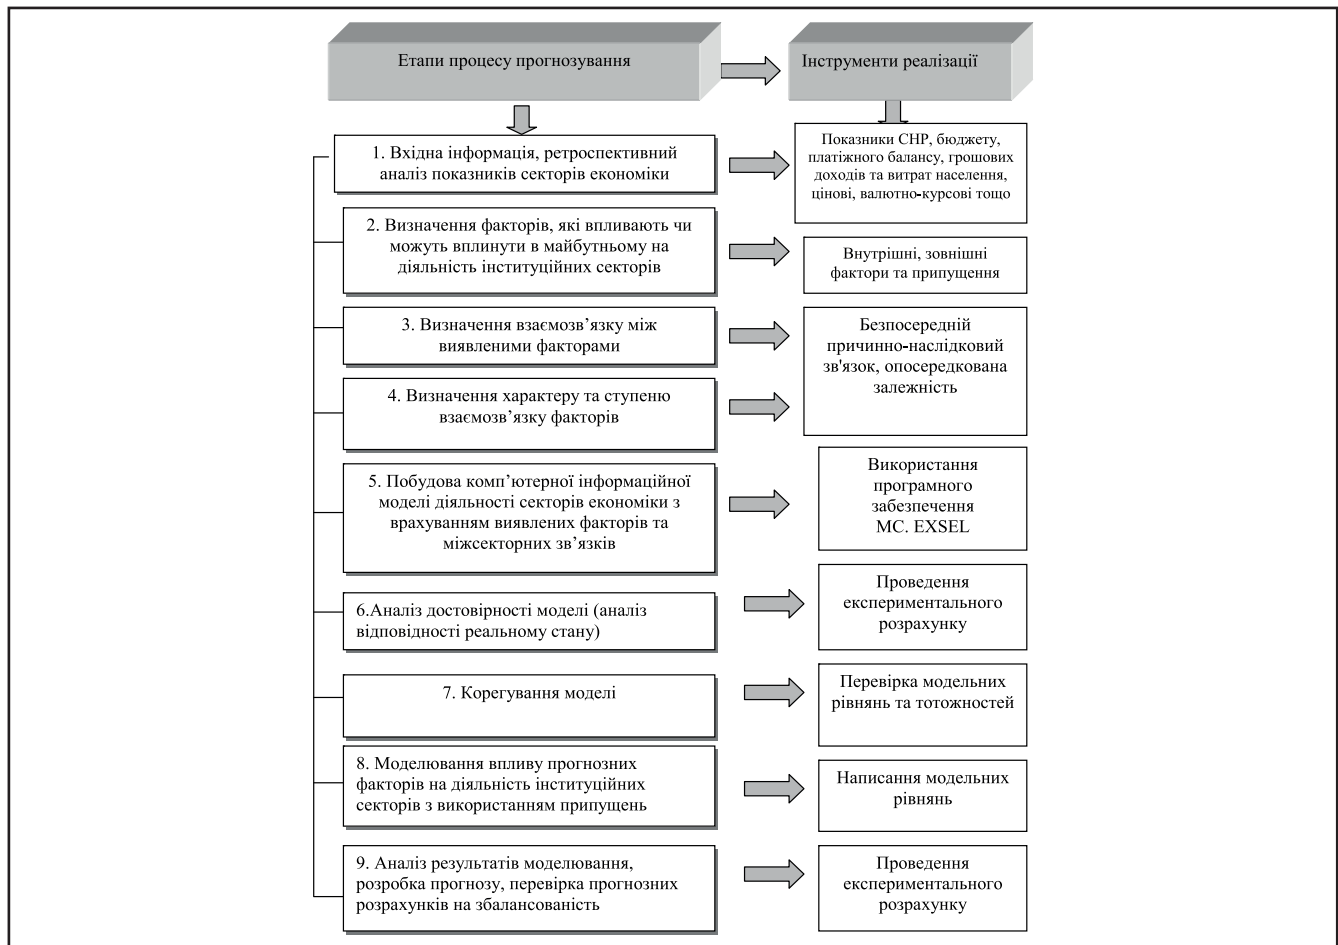 Етапи процесу прогнозування
Інструменти реалізації
1. Вхідна інформація, ретроспективний
аналіз показників секторів економіки
Показники СНР, бюджету,
платіжного балансу, грошових
доходів та витрат населення,
цінові, валютно-курсові тощо
2. Визначення факторів, які впливають чи
можуть вплинути в майбутньому на
діяльність інституційних секторів
Внутрішні, зовнішні
фактори та припущення
3. Визначення взаємозв’язку між
виявленими факторами
Безпосередній
причинно-наслідковий
зв'язок, опосередкована
залежність
4. Визначення характеру та ступеню
взаємозв’язку факторів
5. Побудова комп’ютерної інформаційної
моделі діяльності секторів економіки з
врахуванням виявлених факторів та
міжсекторних зв’язків
Використання
програмного
забезпечення
МС. EXSEL
6.Аналіз достовірності моделі (аналіз
відповідності реальному стану)
Проведення
експериментального
розрахунку
7. Корегування моделі
Перевірка модельних
рівнянь та тотожностей
8. Моделювання впливу прогнозних
факторів на діяльність інституційних
секторів з використанням припущень
Написання модельних
рівнянь
9. Аналіз результатів моделювання,
розробка прогнозу, перевірка прогнозних
розрахунків на збалансованість
Проведення
експериментального
розрахунку